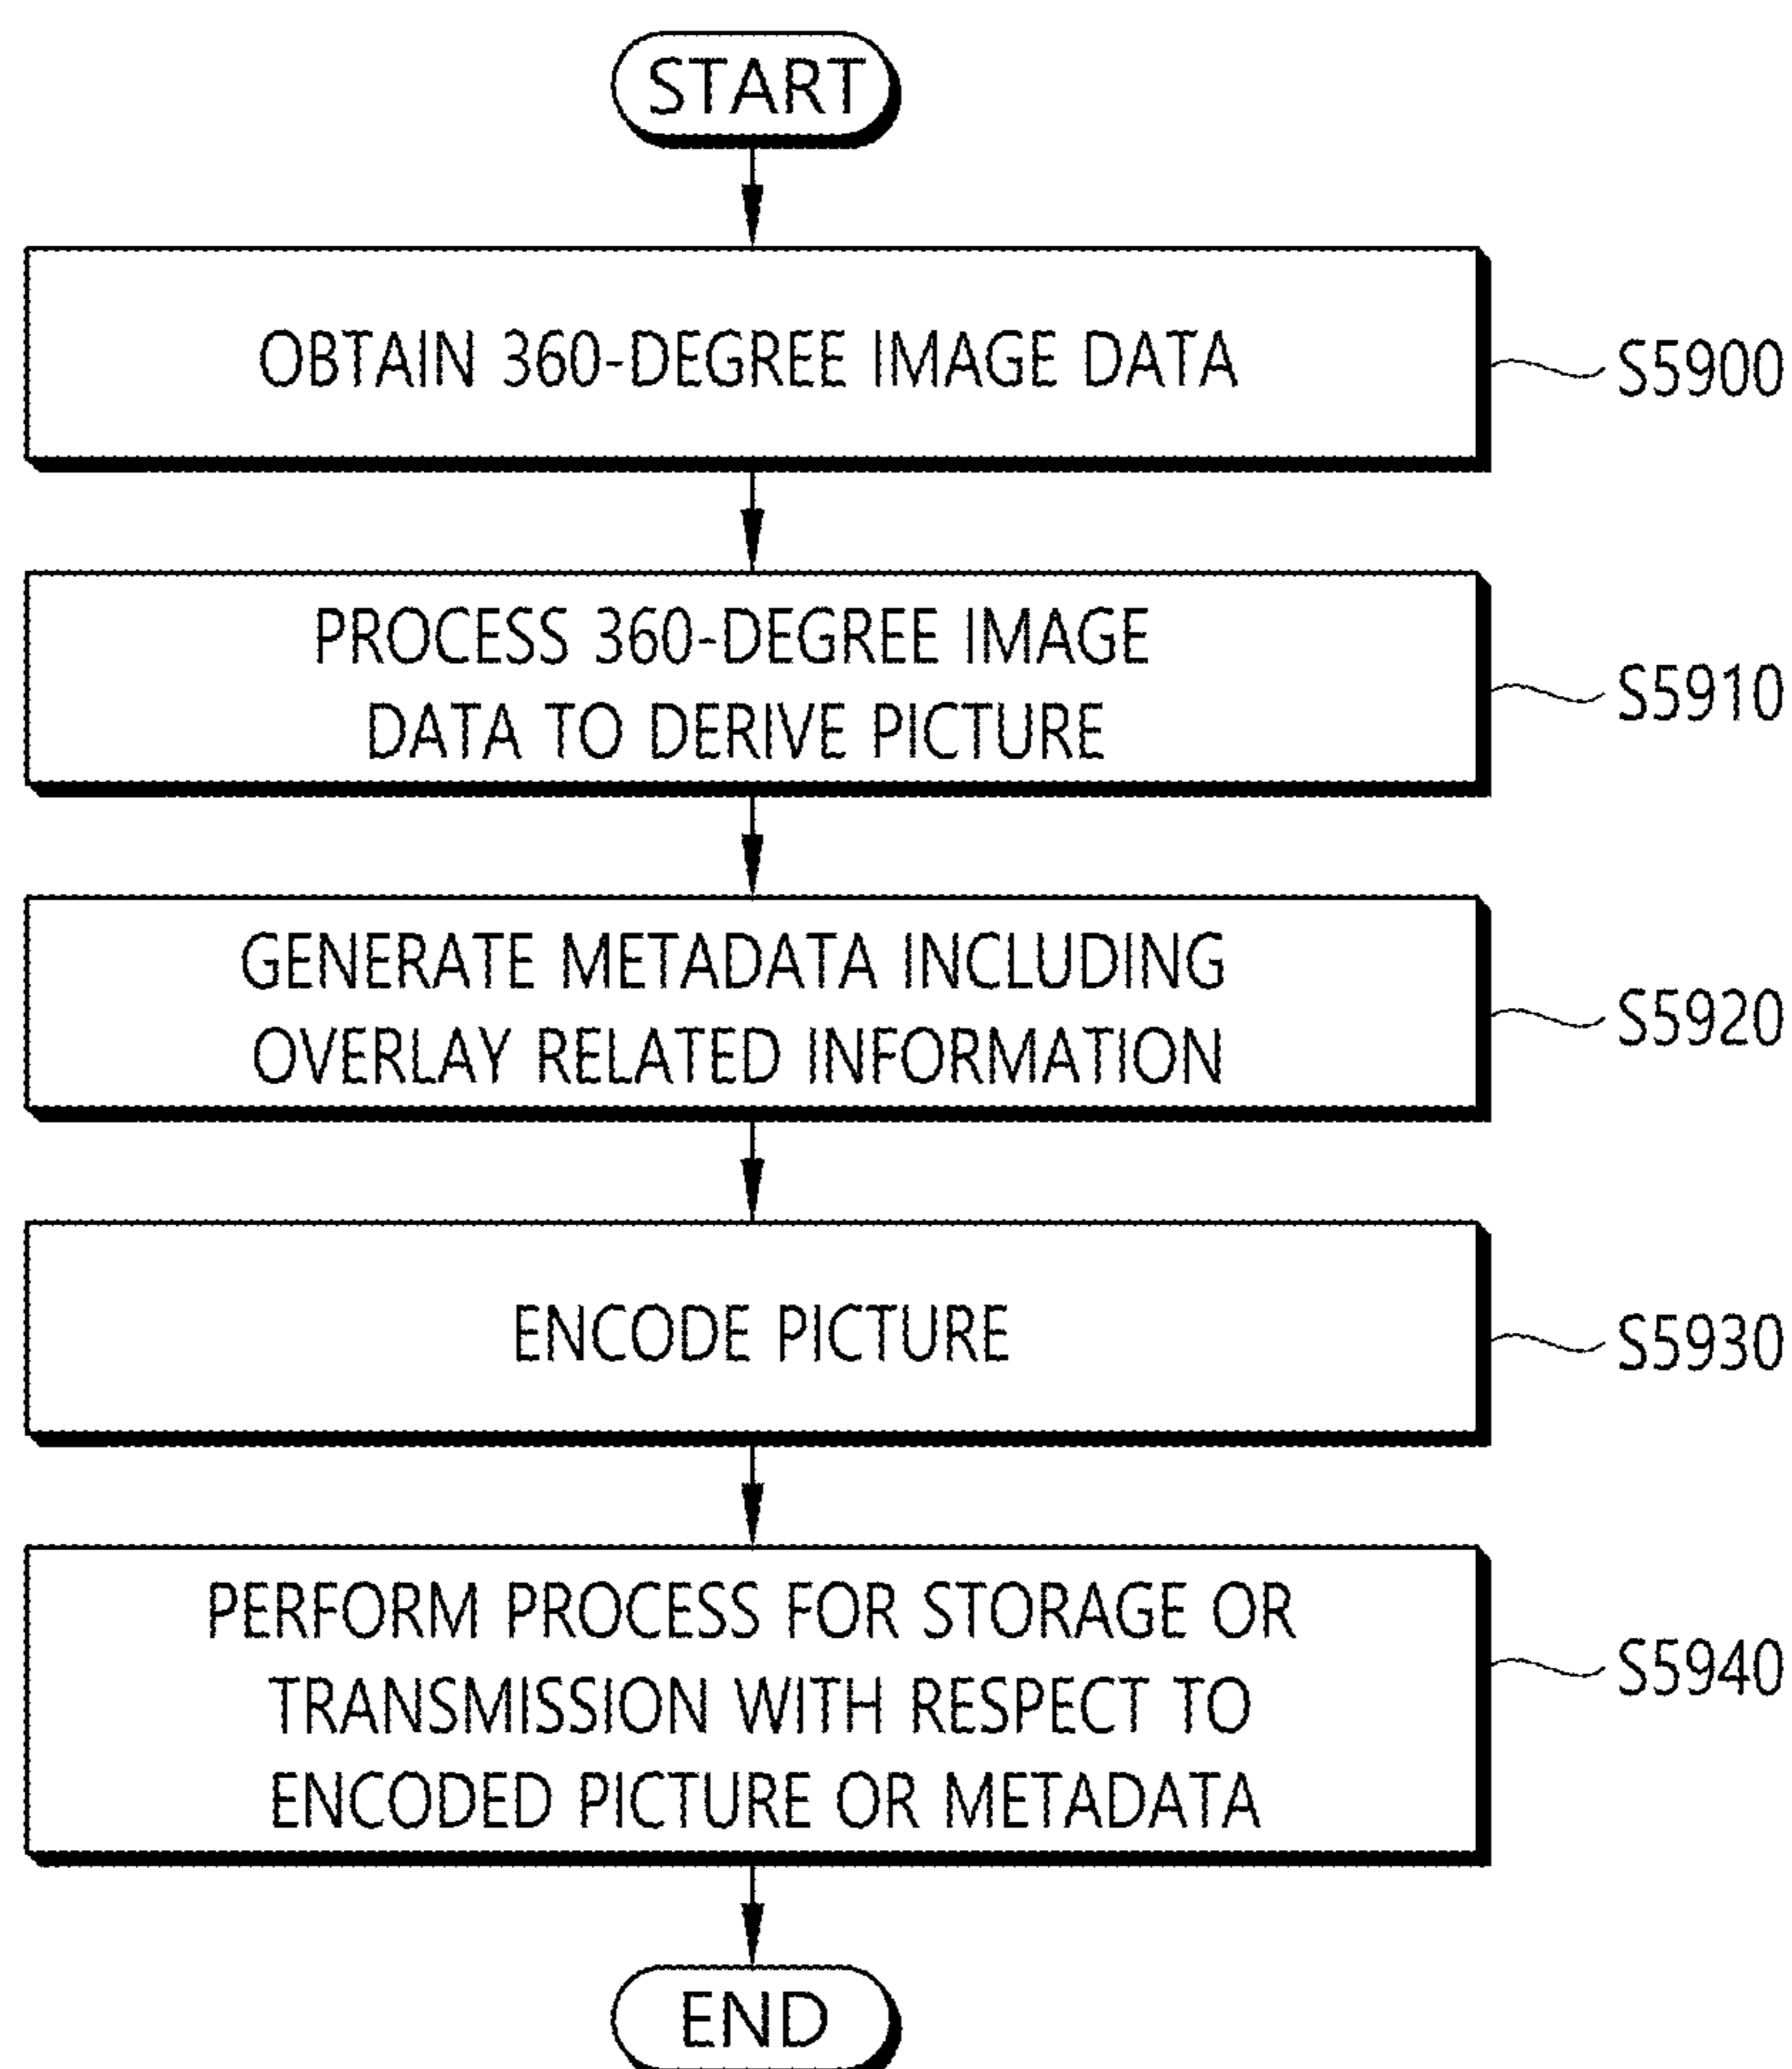 START
OBTAIN 360-DEGREE IMAGE DATA
S5900
PROCESS 360-DEGREE IMAGE
DATA TO DERIVE PICTURE
S5910
GENERATE METADATA INCLUDING
OVERLAY RELATED INFORMATION
S5920
ENCODE PICTURE
S5930
PERFORM PROCESS FOR STORAGE OR
TRANSMISSION WITH RESPECT TO
ENCODED PICTURE OR METADATA
S5940
END